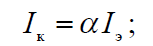 Iк = αIэ ;